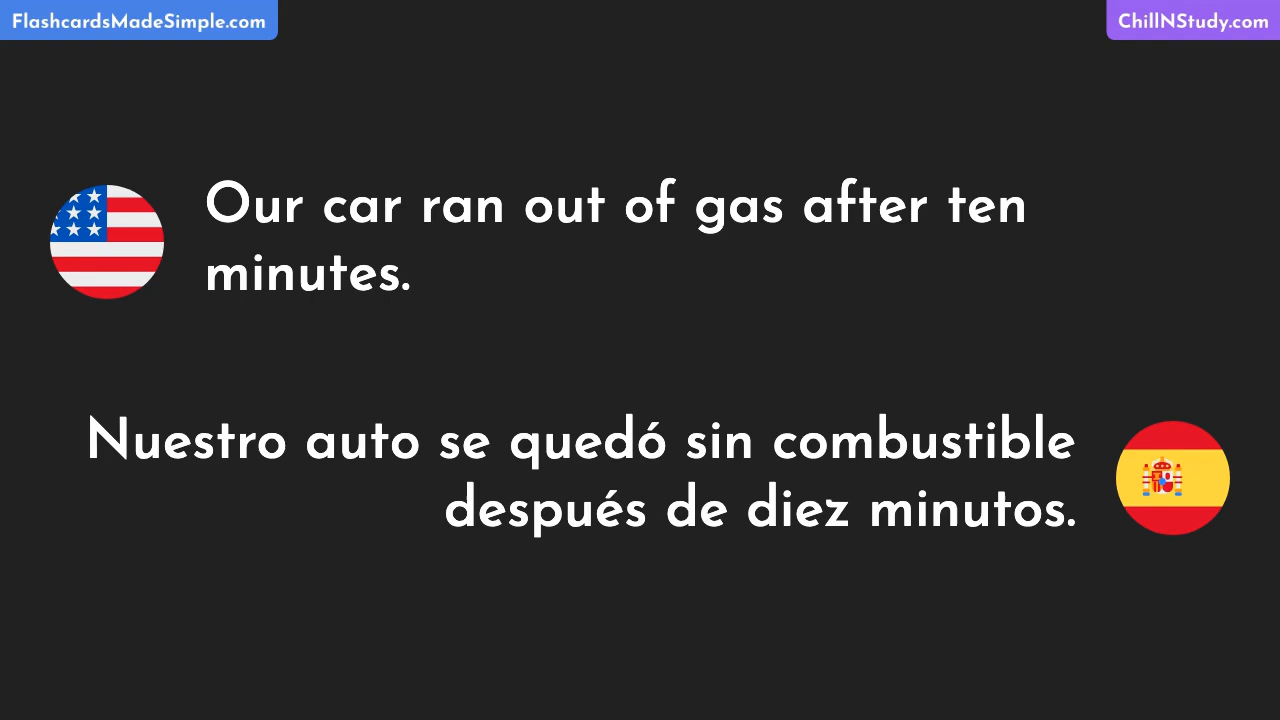 FlashcardsMadeSimple.com
ChillNStudy.com
Our car ran out of gas after ten
minutes.
Nuestro auto se quedó sin combustible
después de diez minutos.